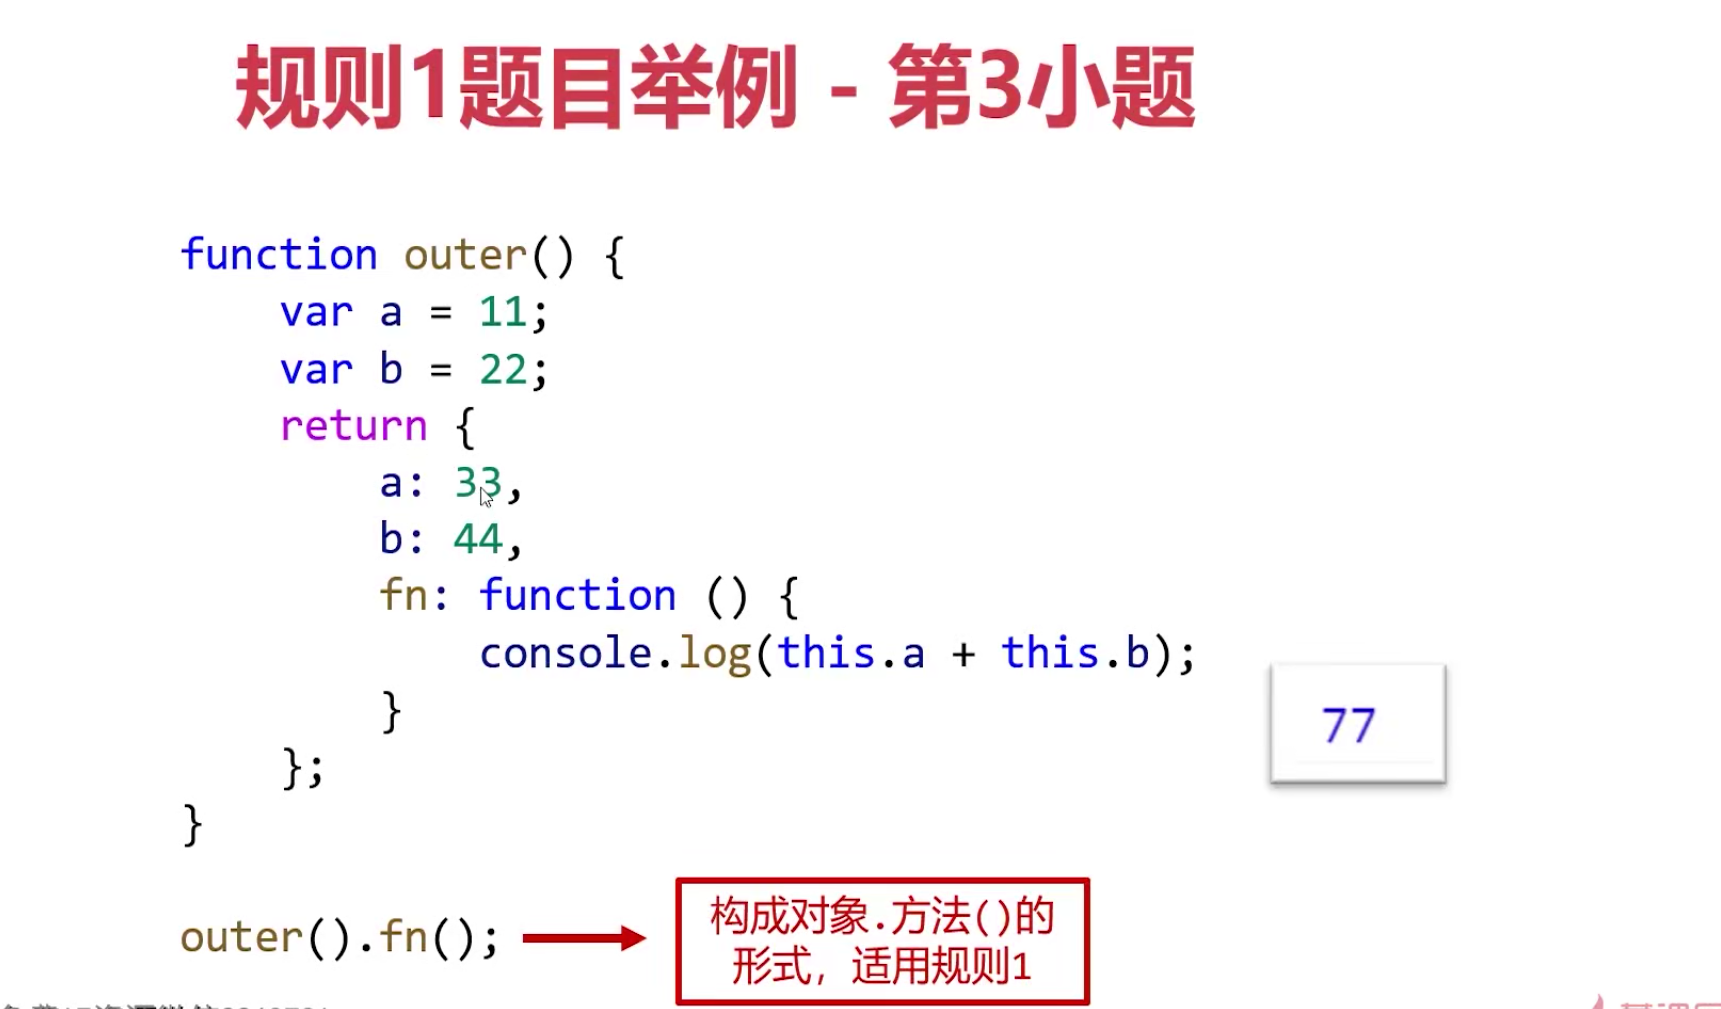 规则1题目举例 - 第3小题
function outer() {
    var a = 11;
    var b = 22;
    return {
        a: 33,
        b: 44,
        fn: function () {
            console.log(this.a + this.b);
        }
    };
}
77
outer().fn();
构成对象.方法()的
形式，适用规则1